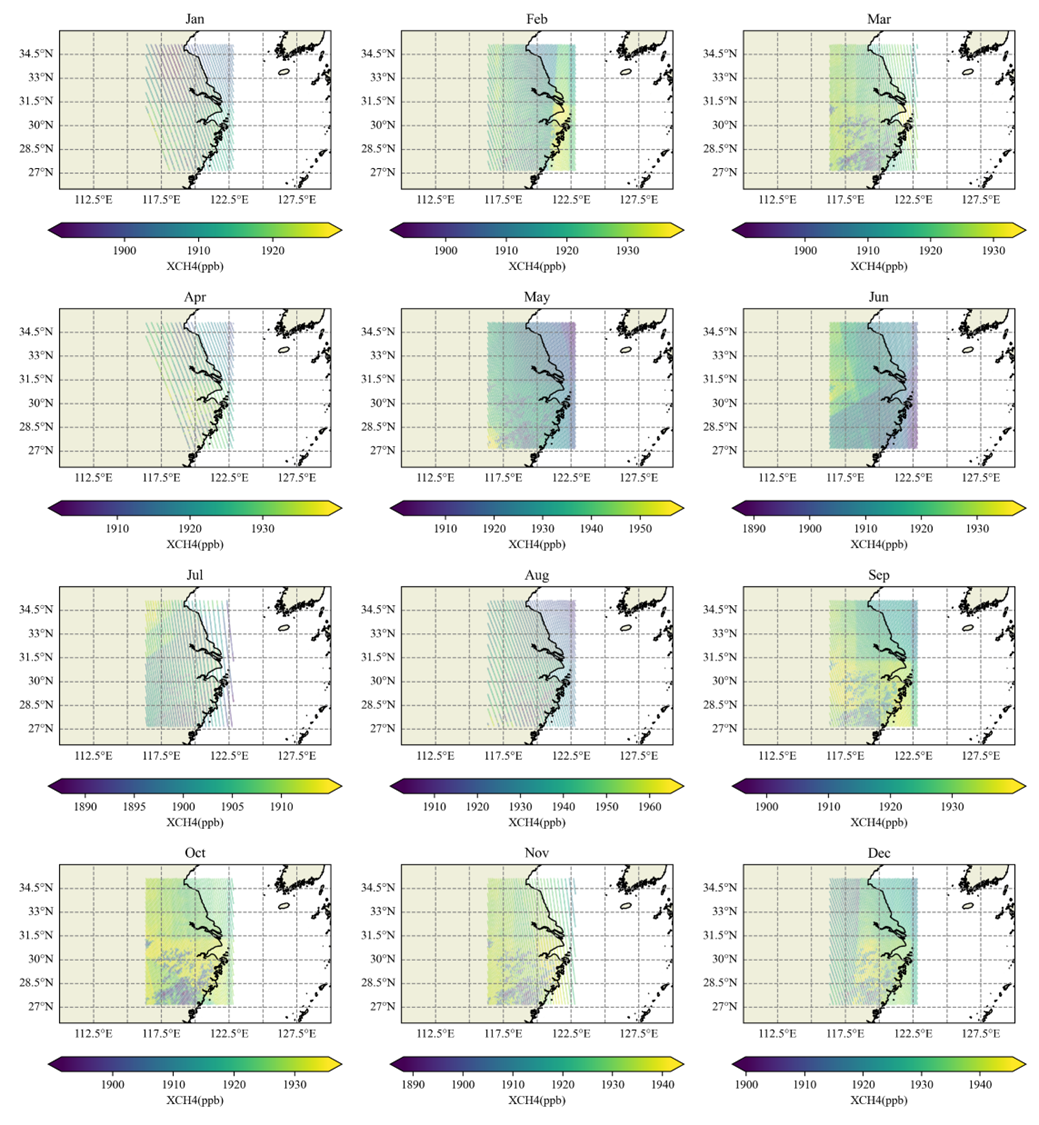 Jan Feb Mar
34.5°N 34.5°N 34.5°N
33°N 33°N 33°N
31.5°N 31.5°N 31.5°N
30°N 30°N 30°N
28.5°N 28.5°N 28.5°N
27°N 27°N 27°N
112.5°E 117.5°E 122.5°E 127.5°E 112.5°E 117.5°E 122.5°E 127.5°E 112.5°E 117.5°E 122.5°E 127.5°E
1900 1910 1920 1900 1910 1920 1930 1900 1910 1920 1930
XCH4(ppb) XCH4(ppb) XCH4(ppb)
Apr May Jun
34.5°N 34.5°N 34.5°N
33°N 33°N 33°N
31.5°N 31.5°N 31.5°N
30°N 30°N 30°N
28.5°N 28.5°N 28.5°N
27°N 27°N 27°N
112.5°E 117.5°E 122.5°E 127.5°E 112.5°E 117.5°E 122.5°E 127.5°E 112.5°E 117.5°E 122.5°E 127.5°E
1910 1920 1930 1910 1920 1930 1940 1950 1890 1900 1910 1920 1930
XCH4(ppb) XCH4(ppb) XCH4(ppb)
Jul Aug Sep
34.5°N 34.5°N 34.5°N
33°N 33°N 33°N
31.5°N 31.5°N 31.5°N
30°N 30°N 30°N
28.5°N 28.5°N 28.5°N
27°N 27°N 27°N
112.5°E 117.5°E 122.5°E 127.5°E 112.5°E 117.5°E 122.5°E 127.5°E 112.5°E 117.5°E 122.5°E 127.5°E
1890 1895 1900 1905 1910 1910 1920 1930 1940 1950 1960 1900 1910 1920 1930
XCH4(ppb) XCH4(ppb) XCH4(ppb)
Oct Nov Dec
34.5°N 34.5°N 34.5°N
33°N 33°N 33°N
31.5°N 31.5°N 31.5°N
30°N 30°N 30°N
28.5°N 28.5°N 28.5°N
27°N 27°N 27°N
112.5°E 117.5°E 122.5°E 127.5°E 112.5°E 117.5°E 122.5°E 127.5°E 112.5°E 117.5°E 122.5°E 127.5°E
1900 1910 1920 1930 1890 1900 1910 1920 1930 1940 1900 1910 1920 1930 1940
XCH4(ppb) XCH4(ppb) XCH4(ppb)